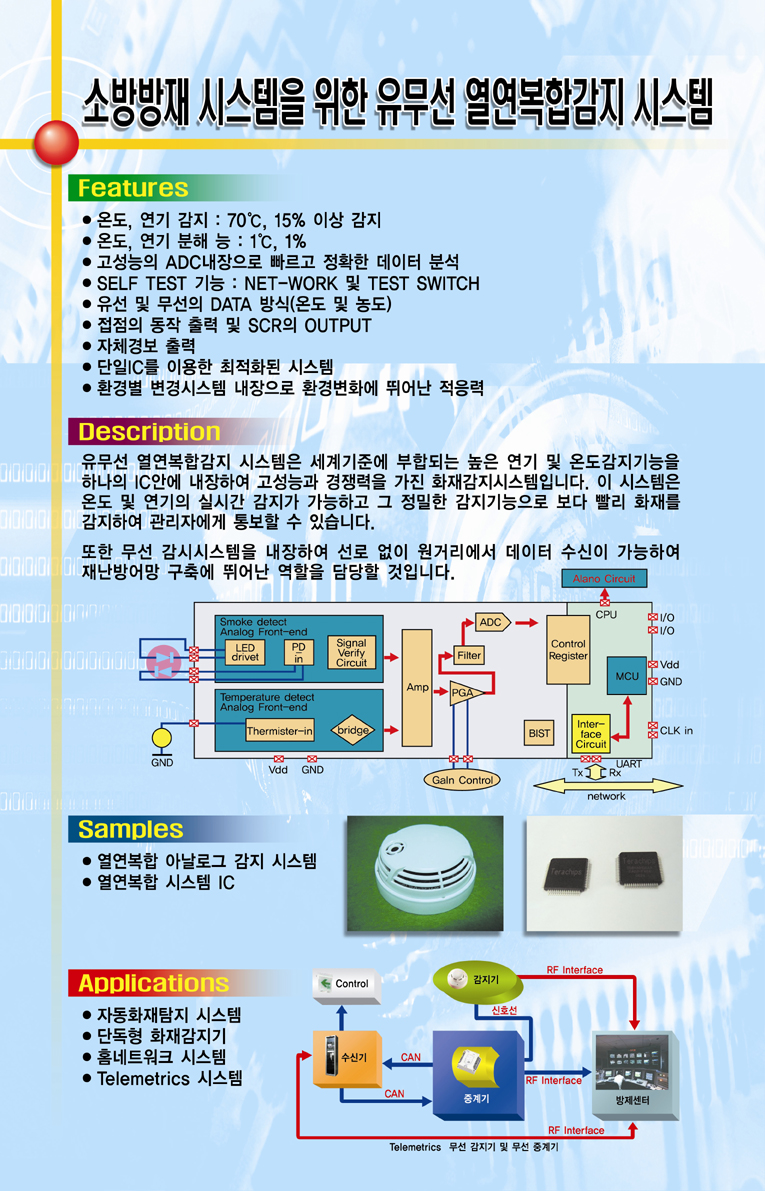 소방방재 시스템을 위한 유무선 열연복합감지 시스템
Features
● 온도, 연기 감지 : 70℃, 15% 이상 감지
● 온도, 연기 분해 능 : 1℃, 1%
● 고성능의 ADC내장으로 빠르고 정확한 데이터 분석
● SELF TEST 기능 : NET-WORK 및 TEST SWITCH
● 유선 및 무선의 DATA 방식(온도 및 농도)
● 접점의 동작 출력 및 SCR의 OUTPUT
● 자체경보 출력
● 단일IC를 이용한 최적화된 시스템
● 환경별 변경시스템 내장으로 환경변화에 뛰어난 적응력
Description
유무선 열연복합감지 시스템은 세계기준에 부합되는 높은 연기 및 온도감지기능을
하나의 IC안에 내장하여 고성능과 경쟁력을 가진 화재감지시스템입니다. 이 시스템은
온도 및 연기의 실시간 감지가 가능하고 그 정밀한 감지기능으로 보다 빨리 화재를
감지하여 관리자에게 통보할 수 있습니다.
또한 무선 감시시스템을 내장하여 선로 없이 원거리에서 데이터 수신이 가능하여
재난방어망 구축에 뛰어난 역할을 담당할 것입니다.
Alano Circuit
Smoke detect
Analog Front-end
LED
drivet
PD
-in
Signal
Verify
Circuit
Temperature detect
Analog Front-end
Thermister-in
bridge
Amp
ADC
Filter
PGA
Control
Register
CPU
MCU
BIST
Inter-
face
Circuit
I/O
I/O
Vdd
GND
CLK in
UART
GND
Vdd
GND
GaIn Control
Tx
Rx
network
Samples
● 열연복합 아날로그 감지 시스템
● 열연복합 시스템 IC
Terachips
Terachips
Applications
● 자동화재탐지 시스템
● 단독형 화재감지기
● 홈네트워크 시스템
● Telemetrics 시스템
Control
감지기
RF Interface
신호선
수신기
CAN
CAN
중계기
RF Interface
방제센터
RF Interface
Telemetrics 무선 감지기 및 무선 중계기